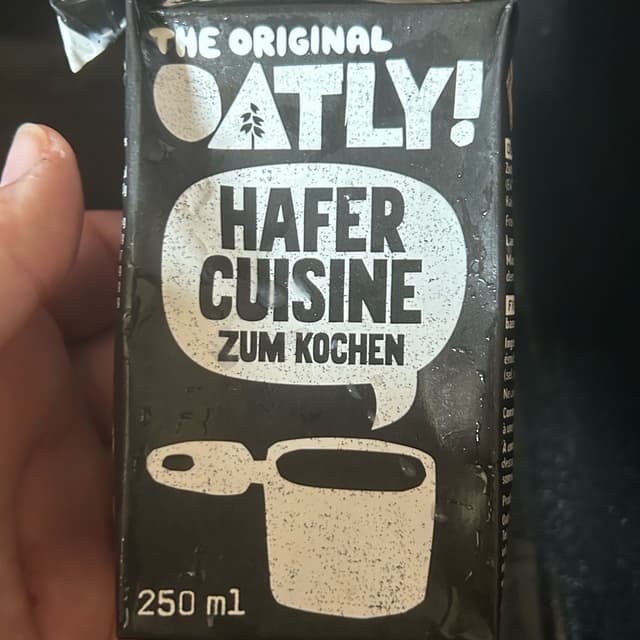 THE ORIGINAL
OATLY!
HAFER
CUISINE
ZUM KOCHEN
250 ml